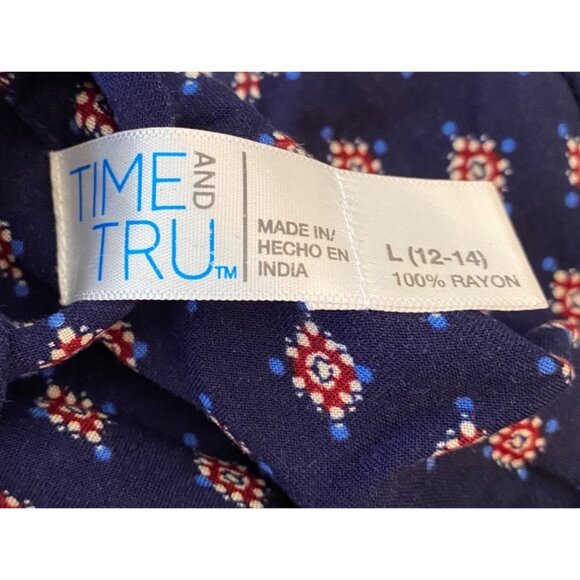 TIME AND
TRU™
MADE IN/
HECHO EN
INDIA
L (12-14)
100% RAYON